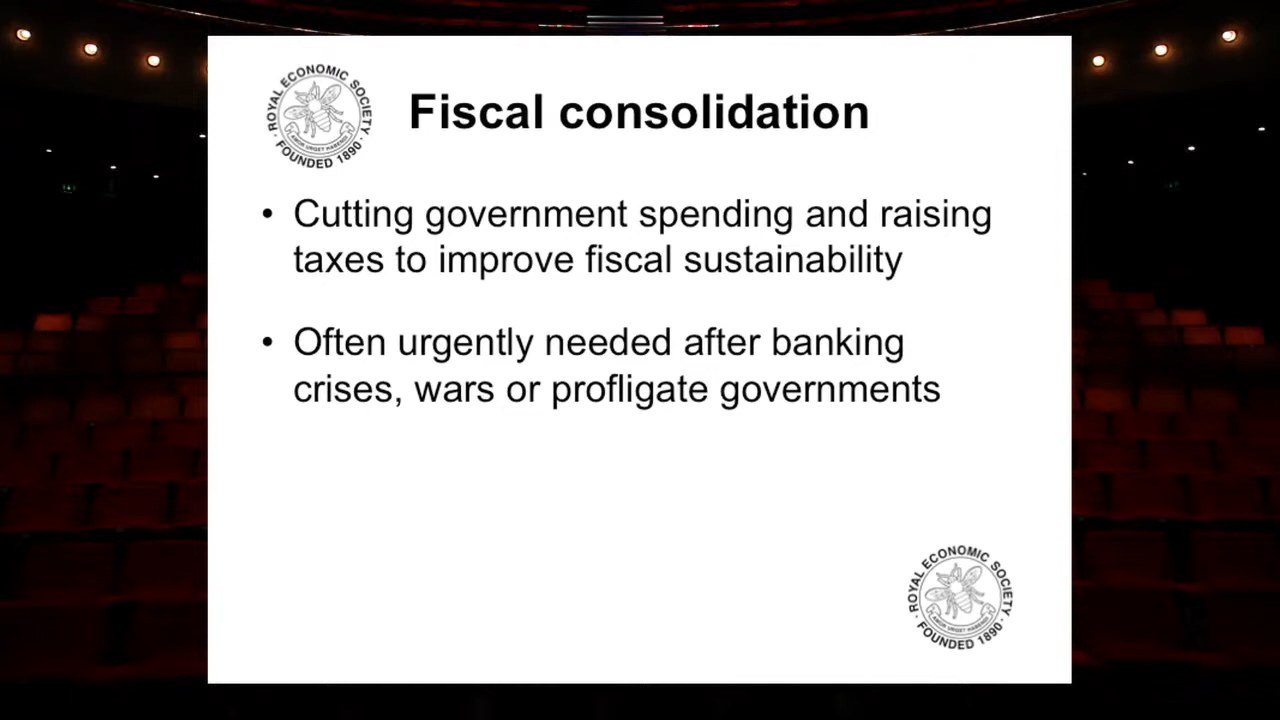 ROYAL ECONOMIC SOCIETY
· FOUNDED 1890 ·
Fiscal consolidation
• Cutting government spending and raising
taxes to improve fiscal sustainability
• Often urgently needed after banking
crises, wars or profligate governments
ROYAL ECONOMIC SOCIETY
· FOUNDED 1890 ·